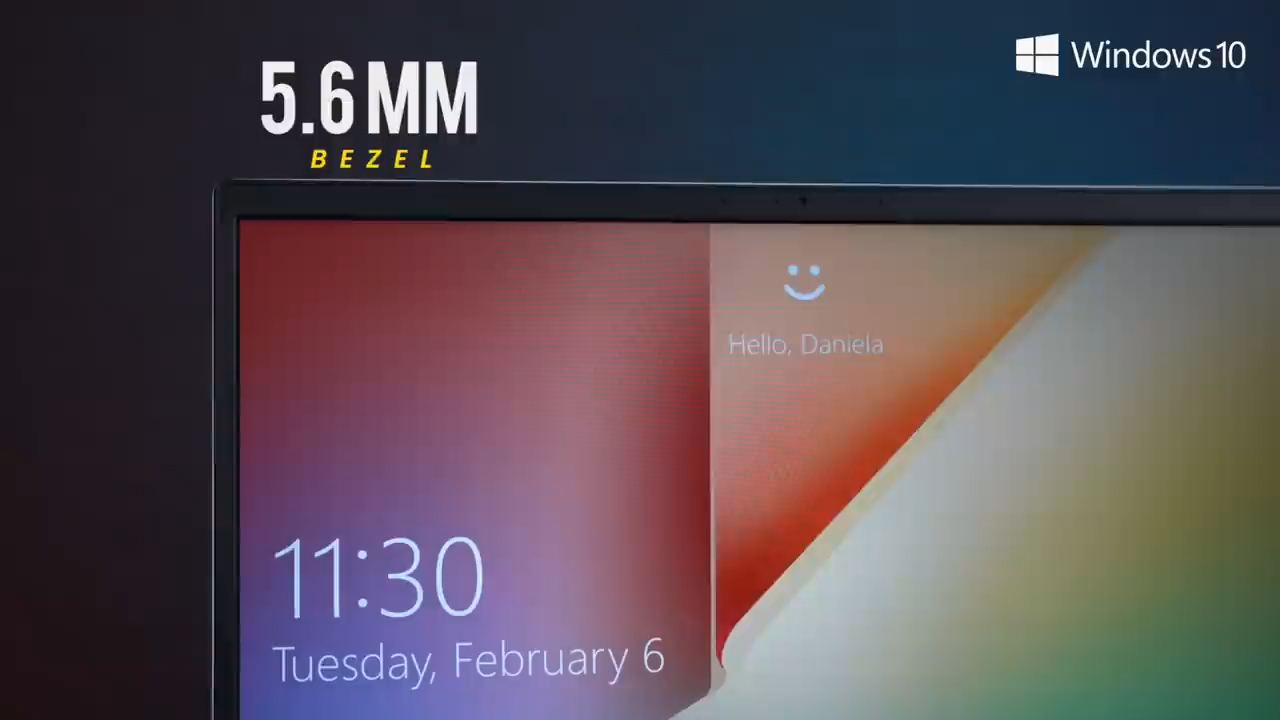 5.6 MM
BEZEL
Windows 10
Hello, Daniela
11:30
Tuesday, February 6